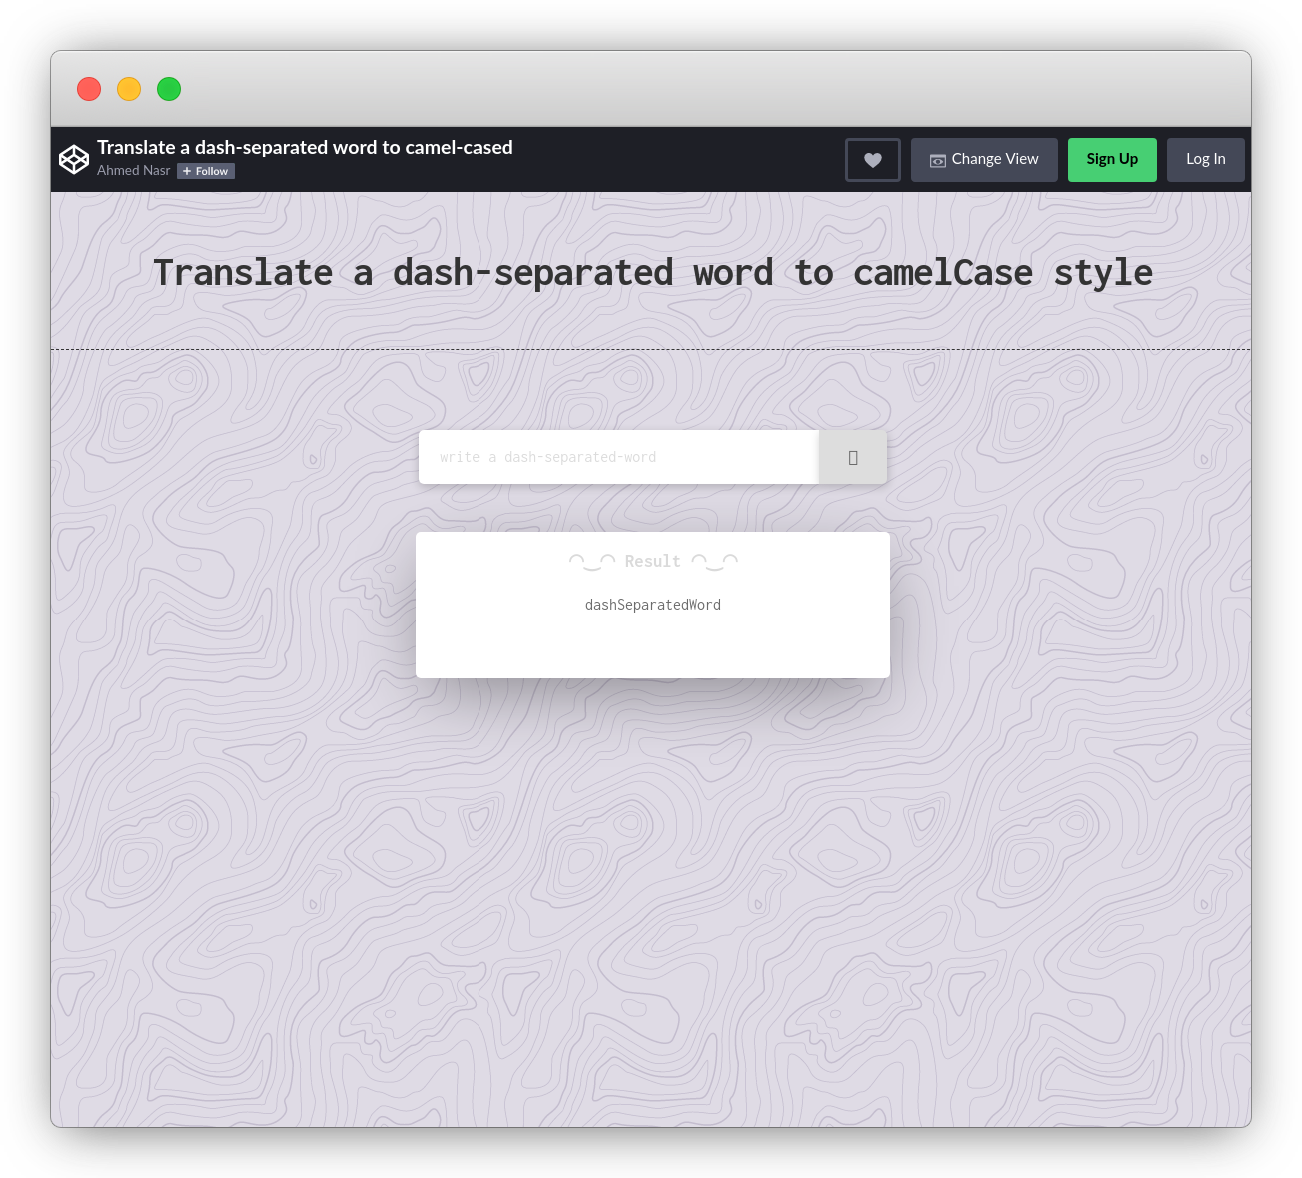 Translate a dash-separated word to camel-cased
Ahmed Nasr + Follow
Change View
Sign Up
Log In
Translate a dash-separated word to camelCase style
write a dash-separated-word
◠‿◠ Result ◠‿◠
dashSeparatedWord